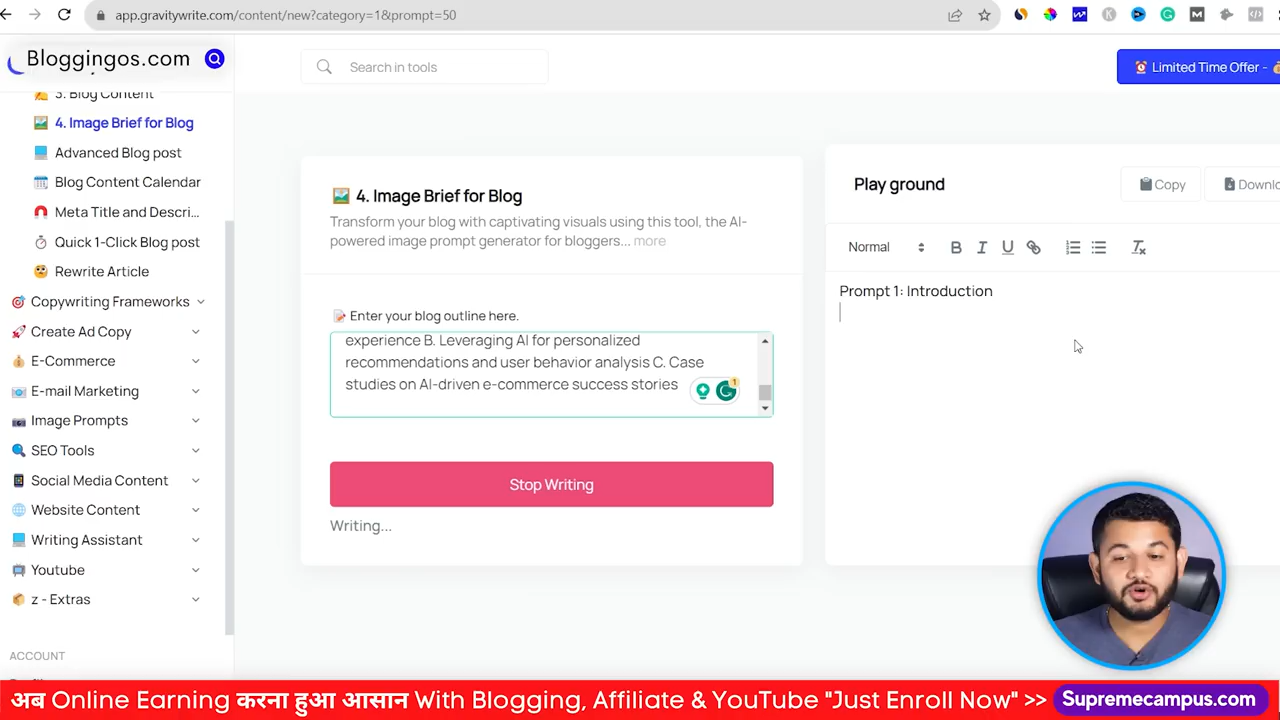 app.gravitywrite.com/content/new?category=1&prompt=50
Bloggingos.com
Search in tools
Limited Time Offer -
3. Blog Content
4. Image Brief for Blog
Advanced Blog post
Blog Content Calendar
Meta Title and Descri...
Quick 1-Click Blog post
Rewrite Article
Copywriting Frameworks
Create Ad Copy
E-Commerce
E-mail Marketing
Image Prompts
SEO Tools
Social Media Content
Website Content
Writing Assistant
Youtube
z - Extras
ACCOUNT
4. Image Brief for Blog
Transform your blog with captivating visuals using this tool, the AI-
powered image prompt generator for bloggers... more
Enter your blog outline here.
experience B. Leveraging AI for personalized
recommendations and user behavior analysis C. Case
studies on AI-driven e-commerce success stories
1
Stop Writing
Writing...
Play ground
Copy
Downlo
Normal
B I U
Prompt 1: Introduction
अब Online Earning करना हुआ आसान With Blogging, Affiliate & YouTube "Just Enroll Now" >> Supremecampus.com